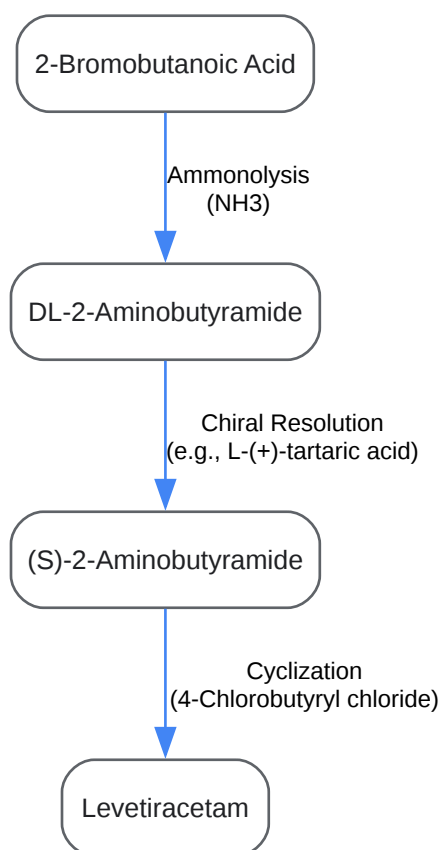 2-Bromobutanoic Acid
Ammonolysis
(NH3)
DL-2-Aminobutyramide
Chiral Resolution
(e.g., L-(+)-tartaric acid)
(S)-2-Aminobutyramide
Cyclization
(4-Chlorobutyryl chloride)
Levetiracetam